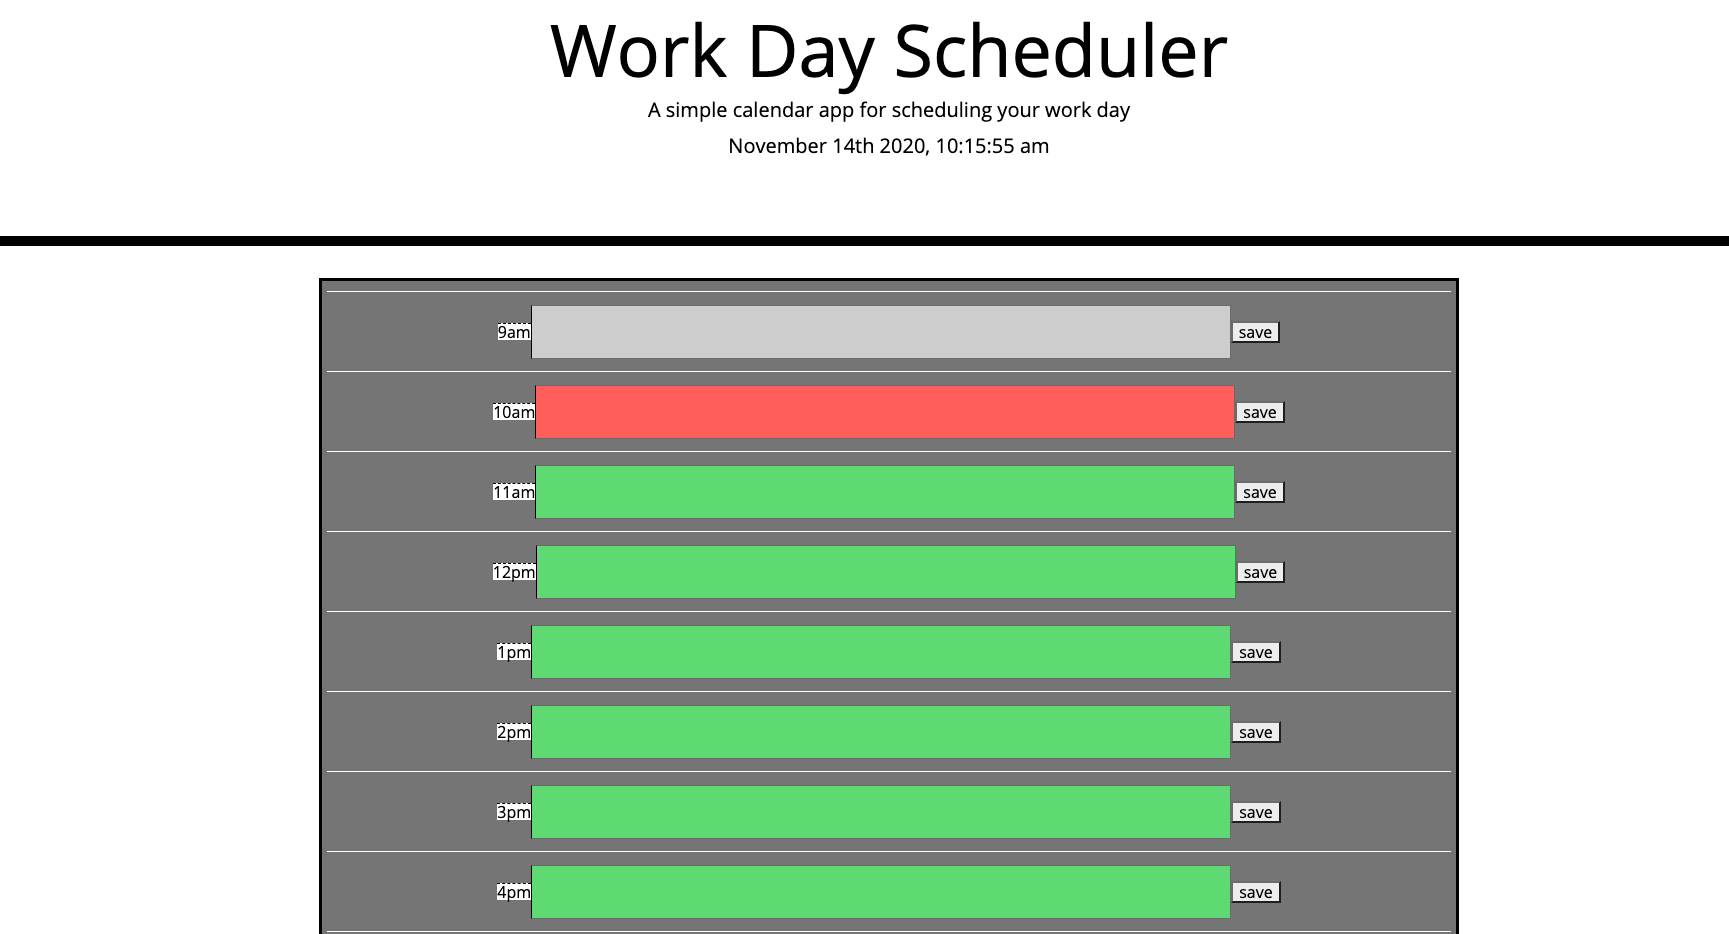 Work Day Scheduler
A simple calendar app for scheduling your work day
November 14th 2020, 10:15:55 am
9am save
10am save
11am save
12pm save
1pm save
2pm save
3pm save
4pm save